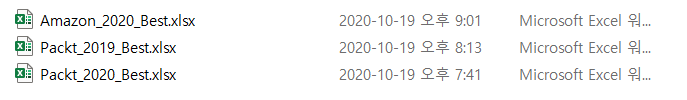 Amazon_2020_Best.xlsx 2020-10-19 오후 9:01 Microsoft Excel 워...
Packt_2019_Best.xlsx 2020-10-19 오후 8:13 Microsoft Excel 워...
Packt_2020_Best.xlsx 2020-10-19 오후 7:41 Microsoft Excel 워...